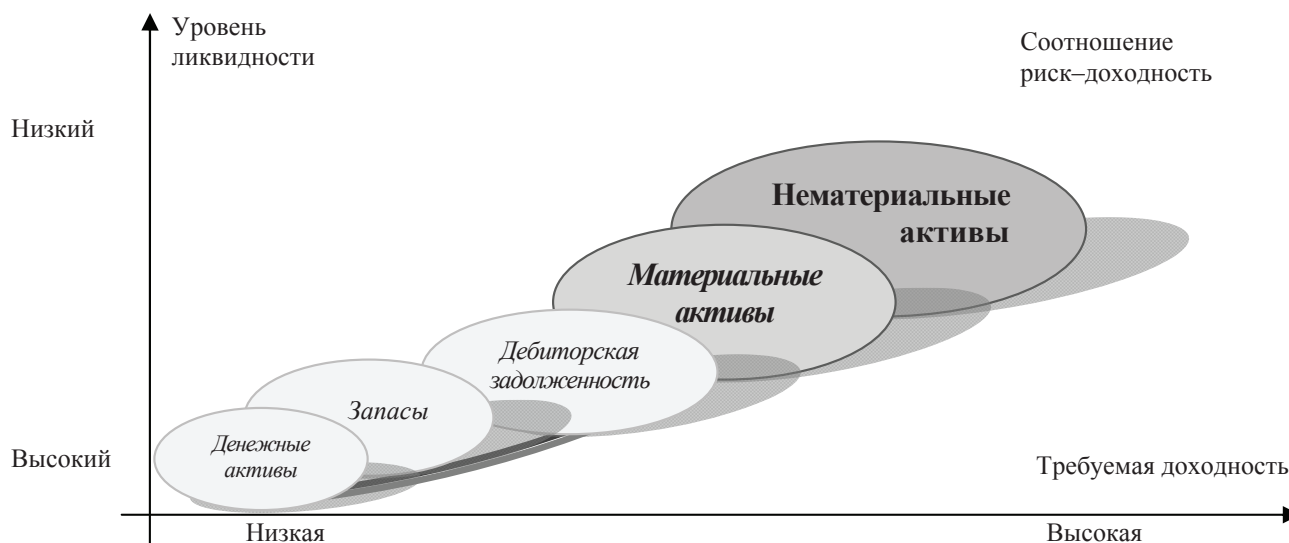 Уровень
ликвидности
Соотношение
риск–доходность
Низкий
Нематериальные
активы
Материальные
активы
Дебиторская
задолженность
Запасы
Денежные
активы
Высокий
Требуемая доходность
Низкая
Высокая